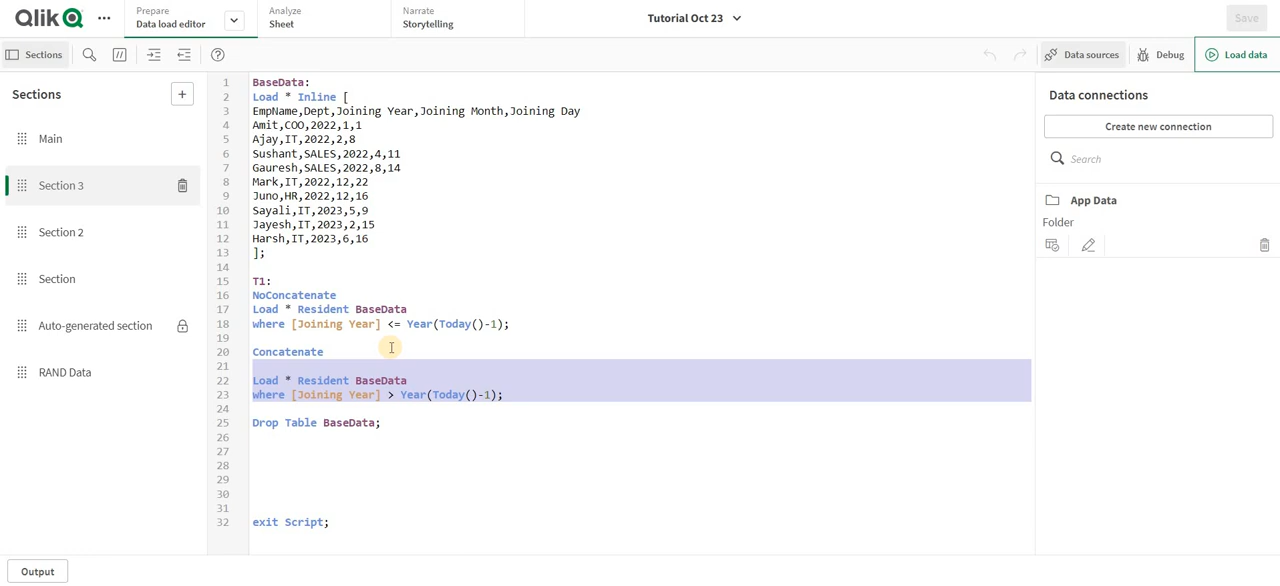 Qlik
Prepare
Data load editor
Analyze
Sheet
Narrate
Storytelling
Tutorial Oct 23
Save
Sections
Data sources
Debug
Load data
Sections
+
Main
Section 3
Section 2
Section
Auto-generated section
RAND Data
1 BaseData:
2 Load * Inline [
3 EmpName,Dept,Joining Year,Joining Month,Joining Day
4 Amit,COO,2022,1,1
5 Ajay,IT,2022,2,8
6 Sushant,SALES,2022,4,11
7 Gauresh,SALES,2022,8,14
8 Mark,IT,2022,12,22
9 Juno,HR,2022,12,16
10 Sayali,IT,2023,5,9
11 Jayesh,IT,2023,2,15
12 Harsh,IT,2023,6,16
13 ];
14
15 T1:
16 NoConcatenate
17 Load * Resident BaseData
18 where [Joining Year] <= Year(Today()-1);
19
20 Concatenate
21
22 Load * Resident BaseData
23 where [Joining Year] > Year(Today()-1);
24
25 Drop Table BaseData;
26
27
28
29
30
31
32 exit Script;
Data connections
Create new connection
Search
App Data
Folder
Output